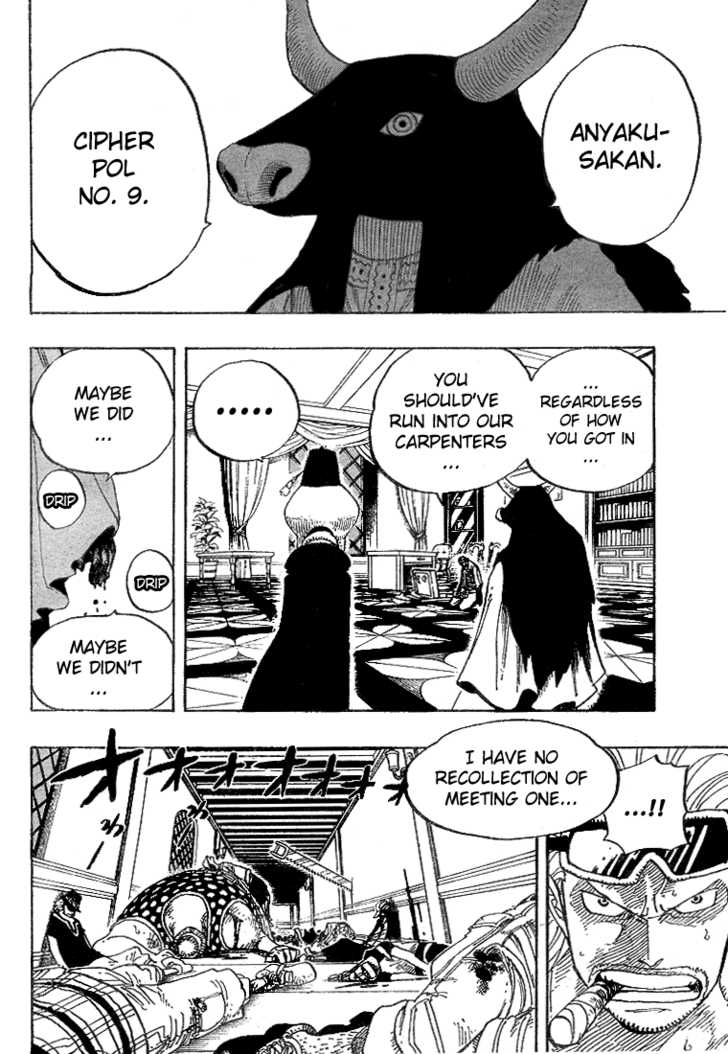 ANYAKU-
SAKAN.
CIPHER
POL
NO. 9.
...
REGARDLESS
OF HOW
YOU GOT IN
...
YOU
SHOULD'VE
RUN INTO OUR
CARPENTERS
...
.....
MAYBE
WE DID
...
DRIP
DRIP
MAYBE
WE DIDN'T
...
...!!
I HAVE NO
RECOLLECTION OF
MEETING ONE...